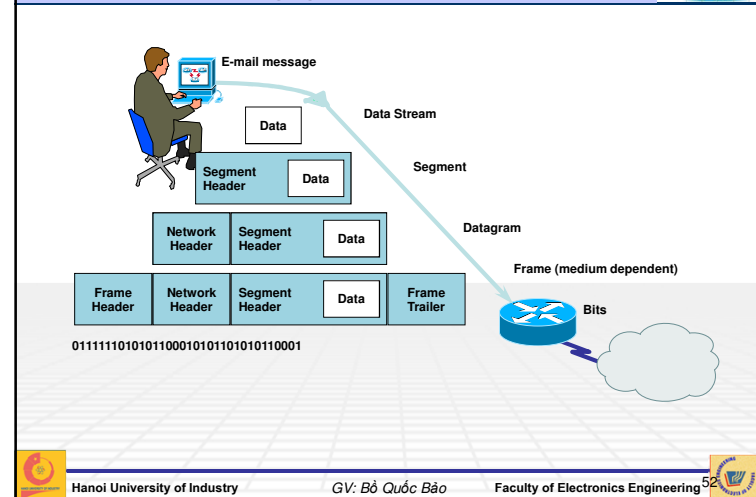 E-mail message
Data
Data Stream
Segment
Header
Data
Segment
Network
Header
Segment
Header
Data
Datagram
Frame (medium dependent)
Frame
Header
Network
Header
Segment
Header
Data
Frame
Trailer
Bits
0111111010101100010101101010110001
Hanoi University of Industry
GV: Bồ Quốc Bảo
Faculty of Electronics Engineering
52